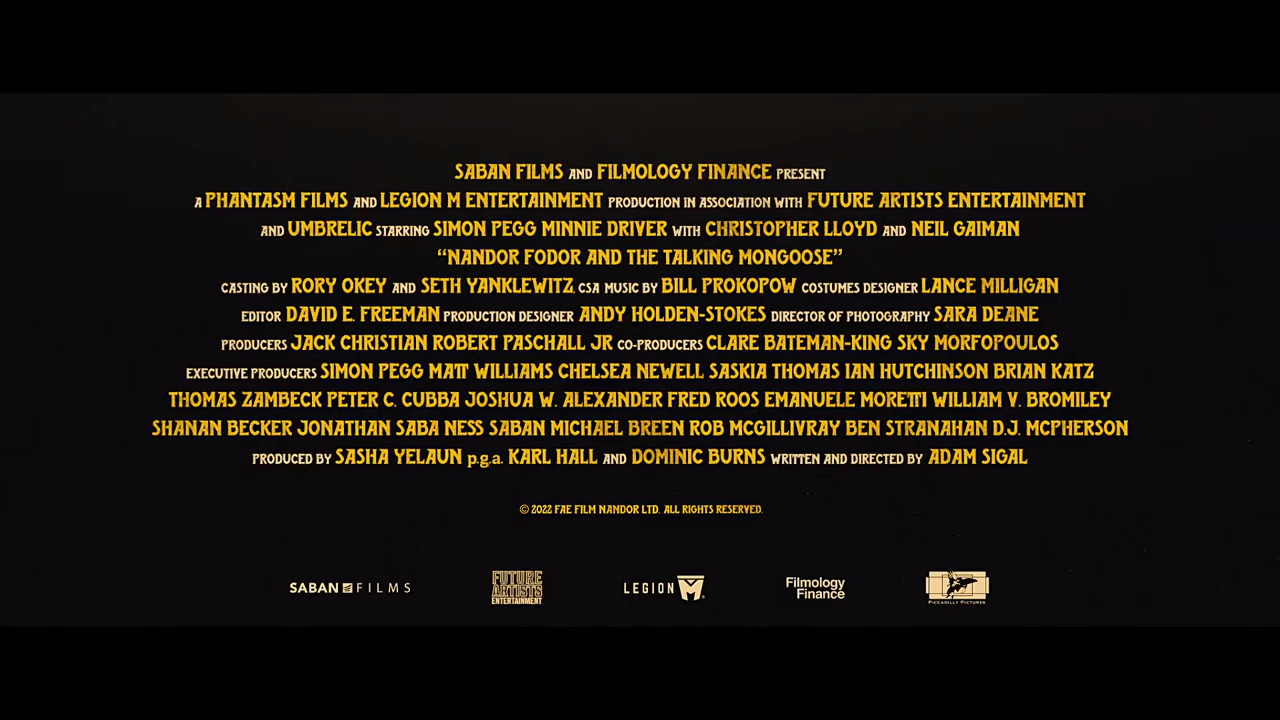 SABAN FILMS AND FILMOLOGY FINANCE PRESENT
A PHANTASM FILMS AND LEGION M ENTERTAINMENT PRODUCTION IN ASSOCIATION WITH FUTURE ARTISTS ENTERTAINMENT
AND UMBRELIC STARRING SIMON PEGG MINNIE DRIVER WITH CHRISTOPHER LLOYD AND NEIL GAIMAN
“NANDOR FODOR AND THE TALKING MONGOOSE”
CASTING BY RORY OKEY AND SETH YANKLEWITZ, CSA MUSIC BY BILL PROKOPOW COSTUMES DESIGNER LANCE MILLIGAN
EDITOR DAVID E. FREEMAN PRODUCTION DESIGNER ANDY HOLDEN-STOKES DIRECTOR OF PHOTOGRAPHY SARA DEANE
PRODUCERS JACK CHRISTIAN ROBERT PASCHALL JR CO-PRODUCERS CLARE BATEMAN-KING SKY MORFOPOULOS
EXECUTIVE PRODUCERS SIMON PEGG MATT WILLIAMS CHELSEA NEWELL SASKIA THOMAS IAN HUTCHINSON BRIAN KATZ
THOMAS ZAMBECK PETER C. CUBBA JOSHUA W. ALEXANDER FRED ROOS EMANUELE MORETTI WILLIAM V. BROMILEY
SHANAN BECKER JONATHAN SABA NESS SABAN MICHAEL BREEN ROB MCGILLIVRAY BEN STRANAHAN D.J. MCPHERSON
PRODUCED BY SASHA YELAUN p.g.a. KARL HALL AND DOMINIC BURNS WRITTEN AND DIRECTED BY ADAM SIGAL
© 2022 FAE FILM NANDOR LTD. ALL RIGHTS RESERVED.
SABAN FILMS
FUTURE
ARTISTS
ENTERTAINMENT
LEGION M
Filmology
Finance
PICCADILLY PICTURES